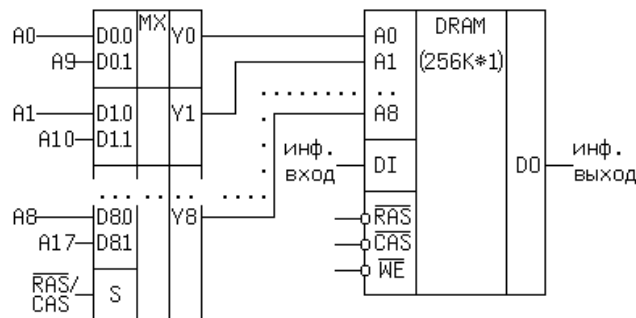 A0 D0.0 MX Y0 A0 DRAM
A9 D0.1 A1 (256K*1)
A1 D1.0 Y1
A10 D1.1 A8
инф. вход DI DO инф. выход
A8 D8.0 Y8 RAS
A17 D8.1 CAS
RAS/CAS S WE